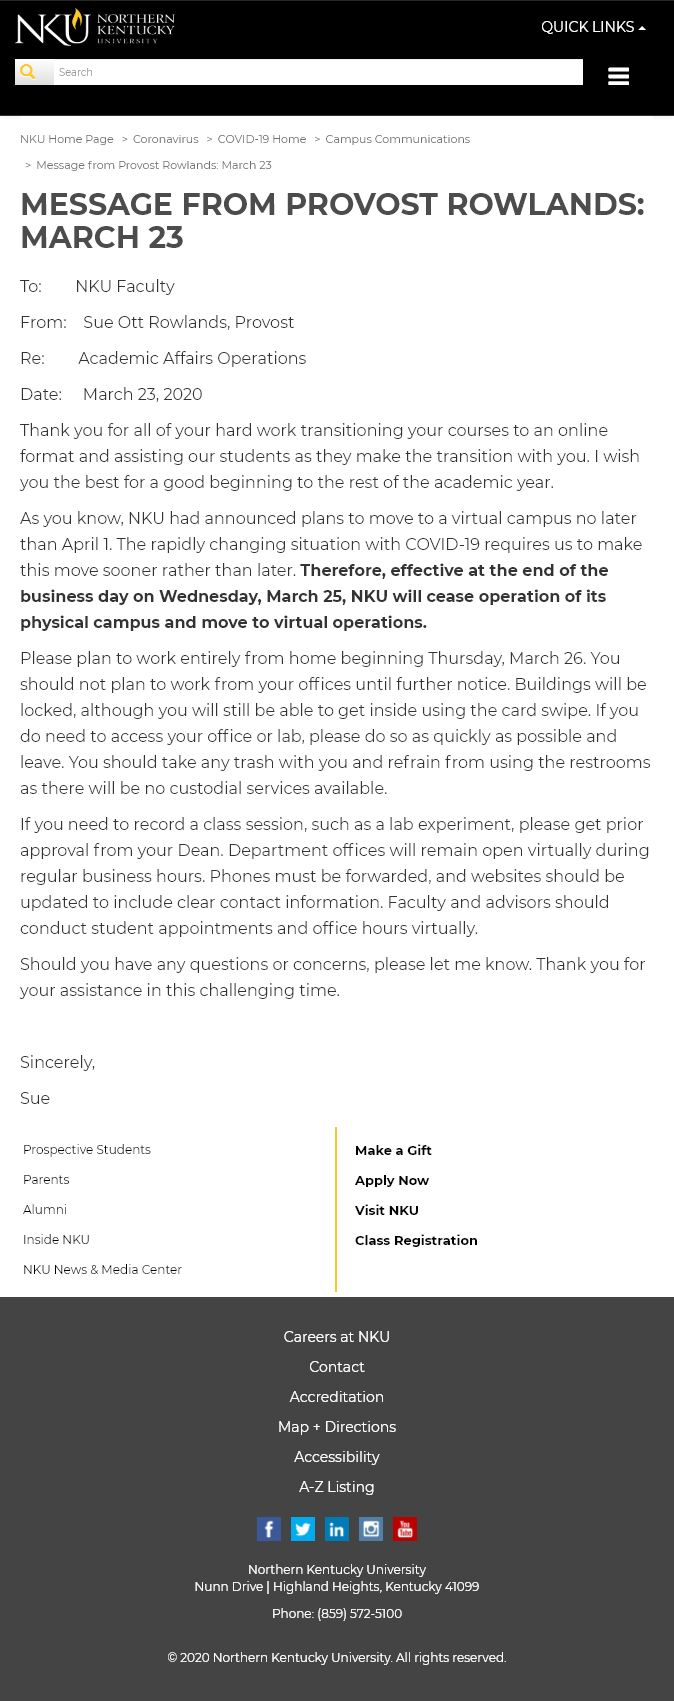 NKU NORTHERN
KENTUCKY
UNIVERSITY
QUICK LINKS
Search
NKU Home Page > Coronavirus > COVID-19 Home > Campus Communications
> Message from Provost Rowlands: March 23
MESSAGE FROM PROVOST ROWLANDS:
MARCH 23
To: NKU Faculty
From: Sue Ott Rowlands, Provost
Re: Academic Affairs Operations
Date: March 23, 2020
Thank you for all of your hard work transitioning your courses to an online
format and assisting our students as they make the transition with you. I wish
you the best for a good beginning to the rest of the academic year.
As you know, NKU had announced plans to move to a virtual campus no later
than April 1. The rapidly changing situation with COVID-19 requires us to make
this move sooner rather than later. Therefore, effective at the end of the
business day on Wednesday, March 25, NKU will cease operation of its
physical campus and move to virtual operations.
Please plan to work entirely from home beginning Thursday, March 26. You
should not plan to work from your offices until further notice. Buildings will be
locked, although you will still be able to get inside using the card swipe. If you
do need to access your office or lab, please do so as quickly as possible and
leave. You should take any trash with you and refrain from using the restrooms
as there will be no custodial services available.
If you need to record a class session, such as a lab experiment, please get prior
approval from your Dean. Department offices will remain open virtually during
regular business hours. Phones must be forwarded, and websites should be
updated to include clear contact information. Faculty and advisors should
conduct student appointments and office hours virtually.
Should you have any questions or concerns, please let me know. Thank you for
your assistance in this challenging time.
Sincerely,
Sue
Prospective Students
Parents
Alumni
Inside NKU
NKU News & Media Center
Make a Gift
Apply Now
Visit NKU
Class Registration
Careers at NKU
Contact
Accreditation
Map + Directions
Accessibility
A-Z Listing
You Tube
Northern Kentucky University
Nunn Drive | Highland Heights, Kentucky 41099
Phone: (859) 572-5100
© 2020 Northern Kentucky University. All rights reserved.